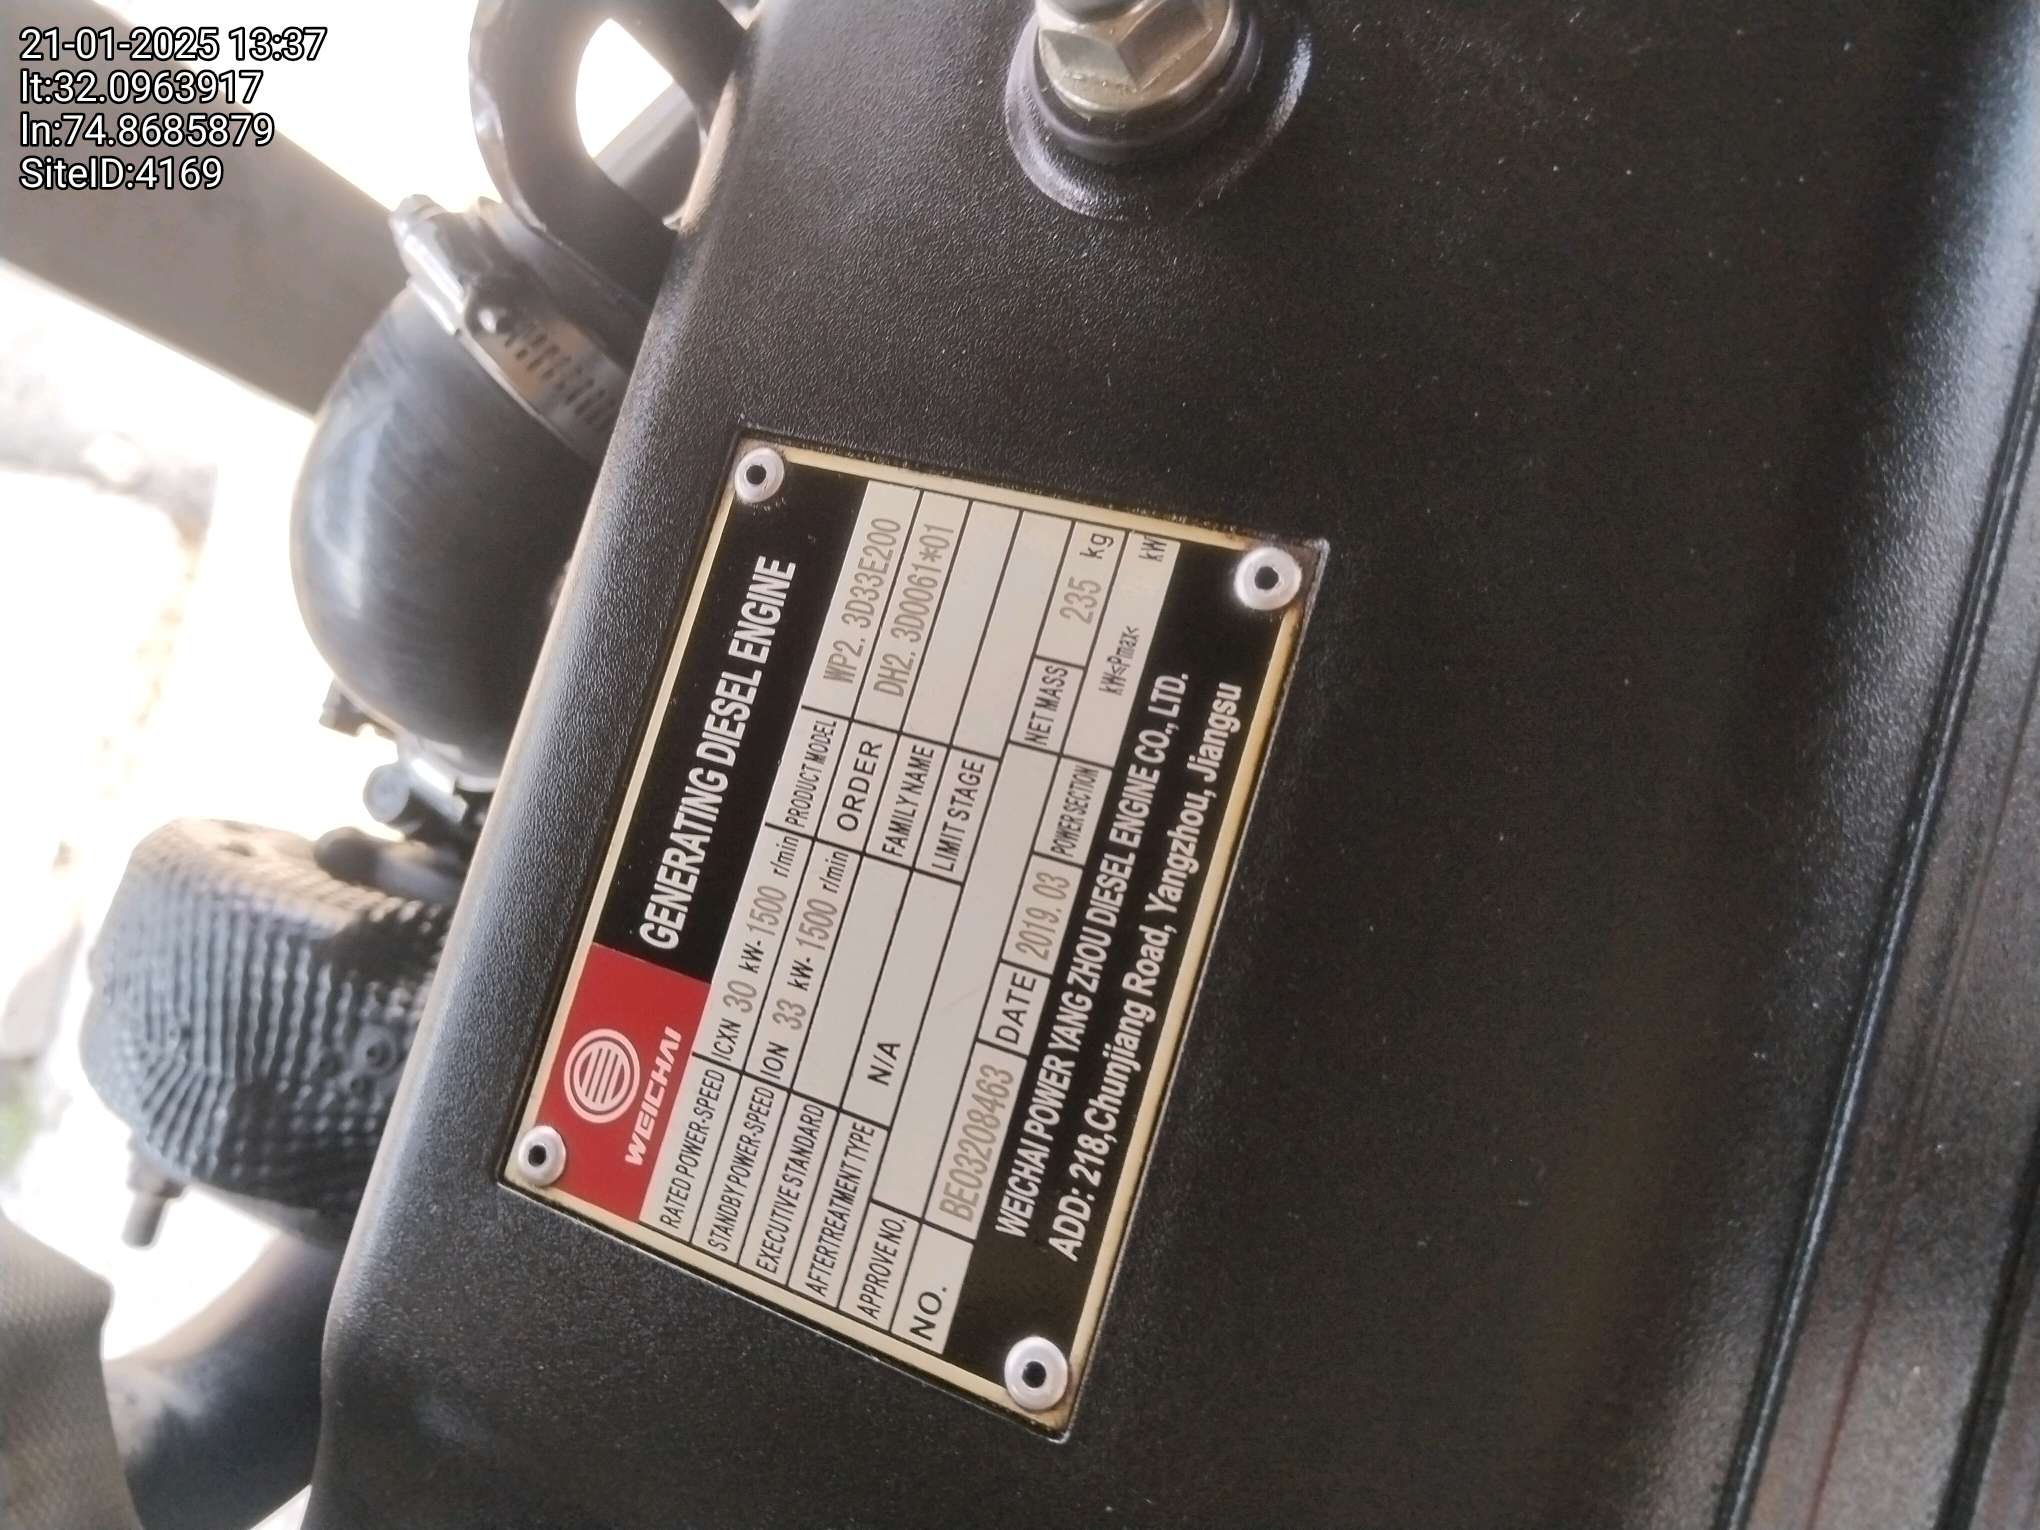 21-01-2025 13:37
lt:32.0963917
ln:74.8685879
SiteID:4169
WEICHAI
GENERATING DIESEL ENGINE
RATED POWER-SPEED ICXN 30 kW- 1500 r/min PRODUCT MODEL WP2. 3D33E200
STANDBY POWER-SPEED ION 33 kW- 1500 r/min ORDER DH2. 3D0061*01
EXECUTIVE STANDARD FAMILY NAME
AFTERTREATMENT TYPE N/A LIMIT STAGE
APPROVE NO. NET MASS 235 kg
NO. BE03208463 DATE 2019. 03 POWER SECTION kW≤Pmax< kW
WEICHAI POWER YANG ZHOU DIESEL ENGINE CO., LTD.
ADD: 218,Chunjiang Road, Yangzhou, Jiangsu